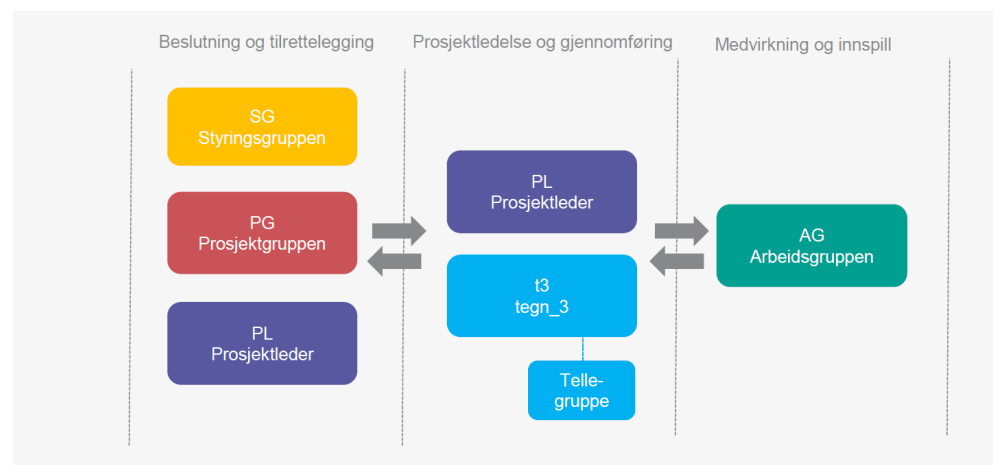 Beslutning og tilrettelegging
Prosjektledelse og gjennomføring
Medvirkning og innspill
SG
Styringsgruppen
PG
Prosjektgruppen
PL
Prosjektleder
PL
Prosjektleder
t3
tegn_3
Telle-
gruppe
AG
Arbeidsgruppen